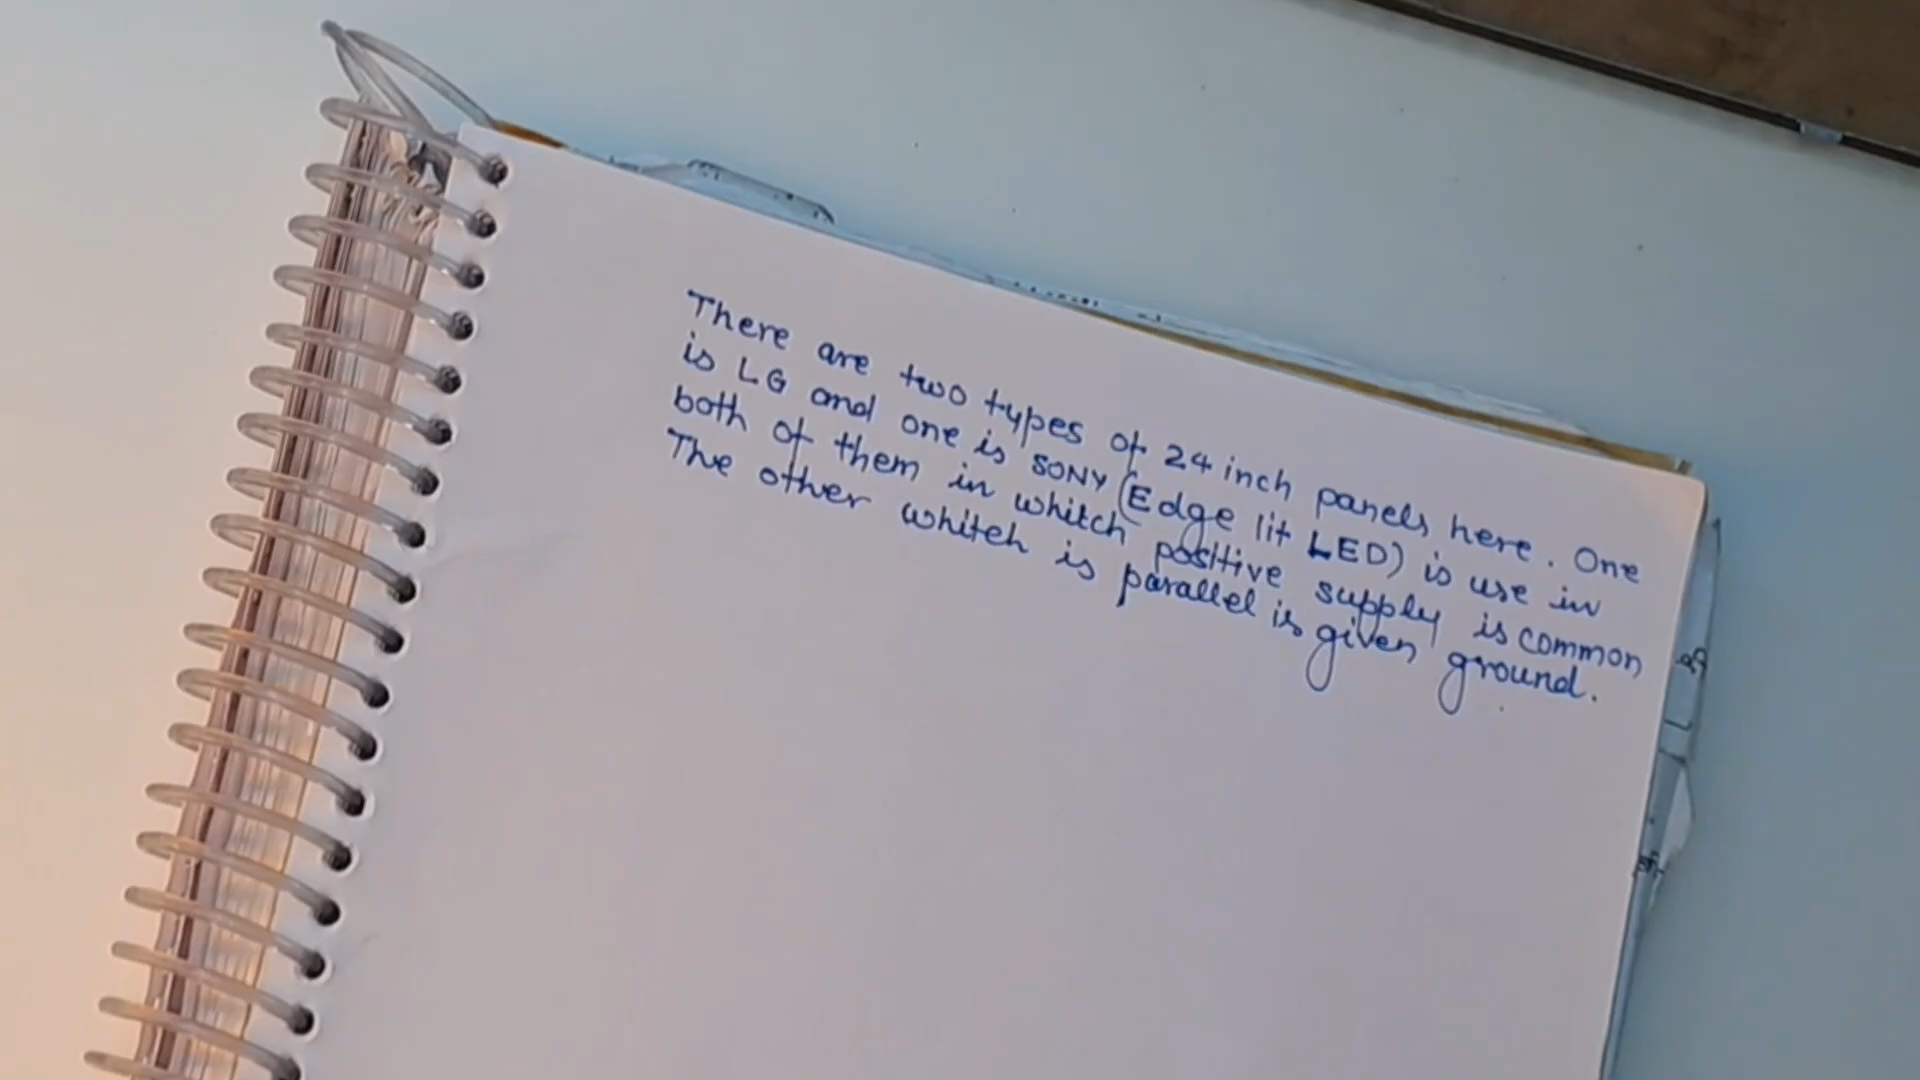 There are two types of 24 inch panels here. One
is LG and one is SONY (Edge lit LED) is use in
both of them in whitch positive supply is common
The other whiteh is parallel is given ground.